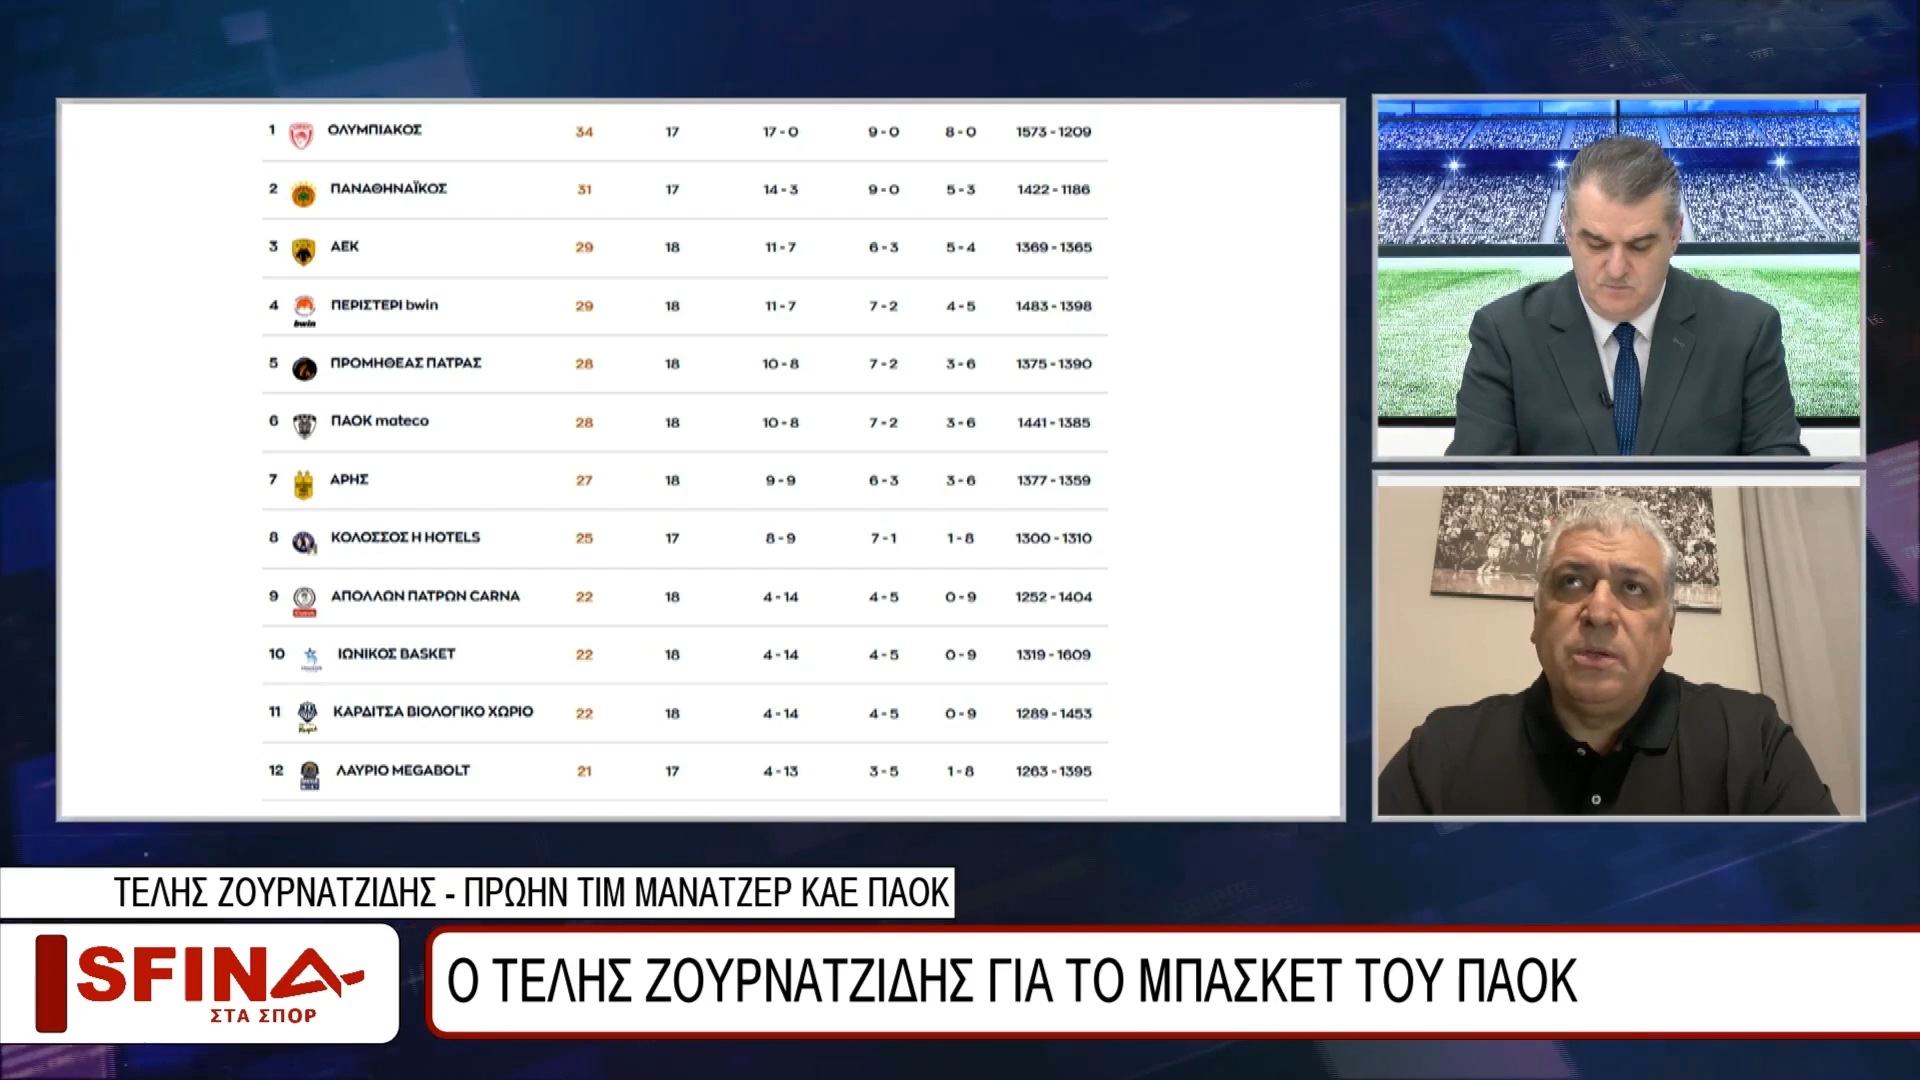 1 ΟΛΥΜΠΙΑΚΟΣ 34 17 17-0 9-0 8-0 1573-1209
2 ΠΑΝΑΘΗΝΑΪΚΟΣ 31 17 14-3 9-0 5-3 1422-1186
3 ΑΕΚ 29 18 11-7 6-3 5-4 1369-1365
4 ΠΕΡΙΣΤΕΡΙ bwin 29 18 11-7 7-2 4-5 1483-1398
bwin
5 ΠΡΟΜΗΘΕΑΣ ΠΑΤΡΑΣ 28 18 10-8 7-2 3-6 1375-1390
6 ΠΑΟΚ mateco 28 18 10-8 7-2 3-6 1441-1385
7 ΑΡΗΣ 27 18 9-9 6-3 3-6 1377-1359
8 ΚΟΛΟΣΣΟΣ H HOTELS 25 17 8-9 7-1 1-8 1300-1310
9 ΑΠΟΛΛΩΝ ΠΑΤΡΩΝ CARNA 22 18 4-14 4-5 0-9 1252-1404
10 ΙΩΝΙΚΟΣ BASKET 22 18 4-14 4-5 0-9 1319-1609
11 ΚΑΡΔΙΤΣΑ ΒΙΟΛΟΓΙΚΟ ΧΩΡΙΟ 22 18 4-14 4-5 0-9 1289-1453
12 ΛΑΥΡΙΟ MEGABOLT 21 17 4-13 3-5 1-8 1263-1395
ΤΕΛΗΣ ΖΟΥΡΝΑΤΖΙΔΗΣ - ΠΡΩΗΝ ΤΙΜ ΜΑΝΑΤΖΕΡ ΚΑΕ ΠΑΟΚ
SFINA
ΣΤΑ ΣΠΟΡ
Ο ΤΕΛΗΣ ΖΟΥΡΝΑΤΖΙΔΗΣ ΓΙΑ ΤΟ ΜΠΑΣΚΕΤ ΤΟΥ ΠΑΟΚ